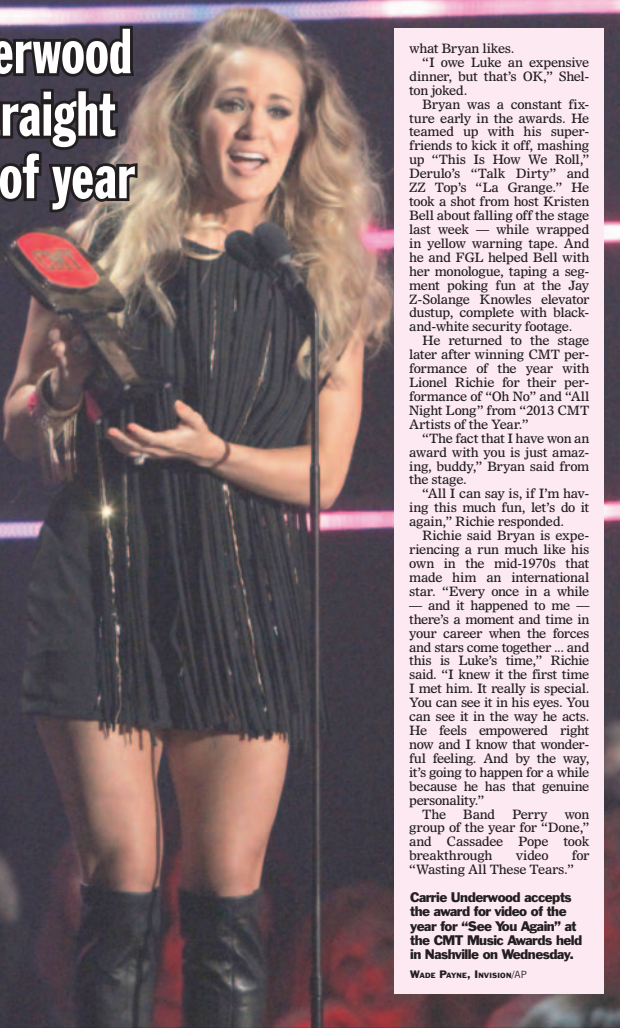 erwood
raight
of year
CMT
what Bryan likes.
“I owe Luke an expensive
dinner, but that’s OK,” Shel-
ton joked.
Bryan was a constant fix-
ture early in the awards. He
teamed up with his super-
friends to kick it off, mashing
up “This Is How We Roll,”
Derulo’s “Talk Dirty” and
ZZ Top’s “La Grange.” He
took a shot from host Kristen
Bell about falling off the stage
last week — while wrapped
in yellow warning tape. And
he and FGL helped Bell with
her monologue, taping a seg-
ment poking fun at the Jay
Z-Solange Knowles elevator
dustup, complete with black-
and-white security footage.
He returned to the stage
later after winning CMT per-
formance of the year with
Lionel Richie for their per-
formance of “Oh No” and “All
Night Long” from “2013 CMT
Artists of the Year.”
“The fact that I have won an
award with you is just amaz-
ing, buddy,” Bryan said from
the stage.
“All I can say is, if I’m hav-
ing this much fun, let’s do it
again,” Richie responded.
Richie said Bryan is expe-
riencing a run much like his
own in the mid-1970s that
made him an international
star. “Every once in a while
— and it happened to me —
there’s a moment and time in
your career when the forces
and stars come together ... and
this is Luke’s time,” Richie
said. “I knew it the first time
I met him. It really is special.
You can see it in his eyes. You
can see it in the way he acts.
He feels empowered right
now and I know that wonder-
ful feeling. And by the way,
it’s going to happen for a while
because he has that genuine
personality.”
The Band Perry won
group of the year for “Done,”
and Cassadee Pope took
breakthrough video for
“Wasting All These Tears.”
Carrie Underwood accepts
the award for video of the
year for “See You Again” at
the CMT Music Awards held
in Nashville on Wednesday.
WADE PAYNE, INVISION/AP